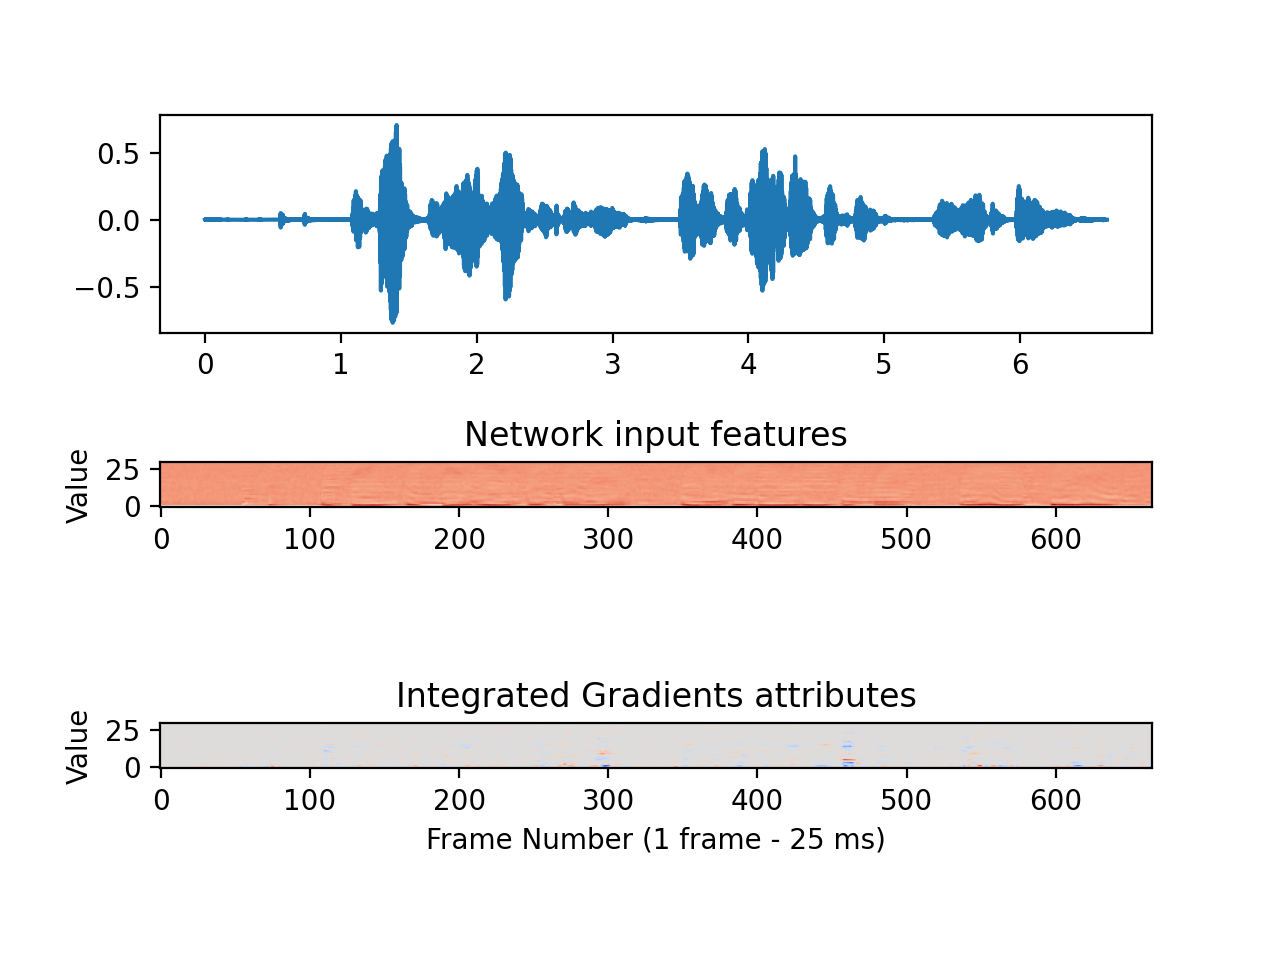 0.5
0.0
−0.5
0 1 2 3 4 5 6
Network input features
Value
25
0
0 100 200 300 400 500 600
Integrated Gradients attributes
Value
25
0
0 100 200 300 400 500 600
Frame Number (1 frame - 25 ms)